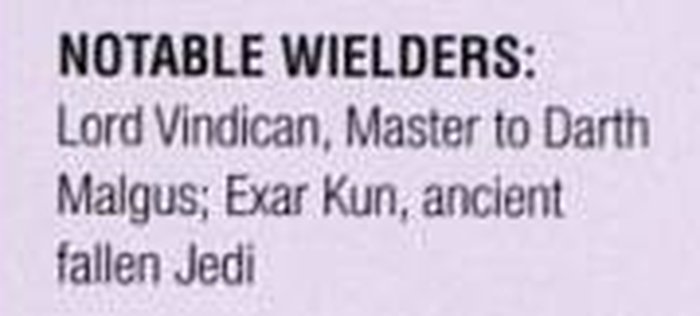 NOTABLE WIELDERS:
Lord Vindican, Master to Darth
Malgus; Exar Kun, ancient
fallen Jedi